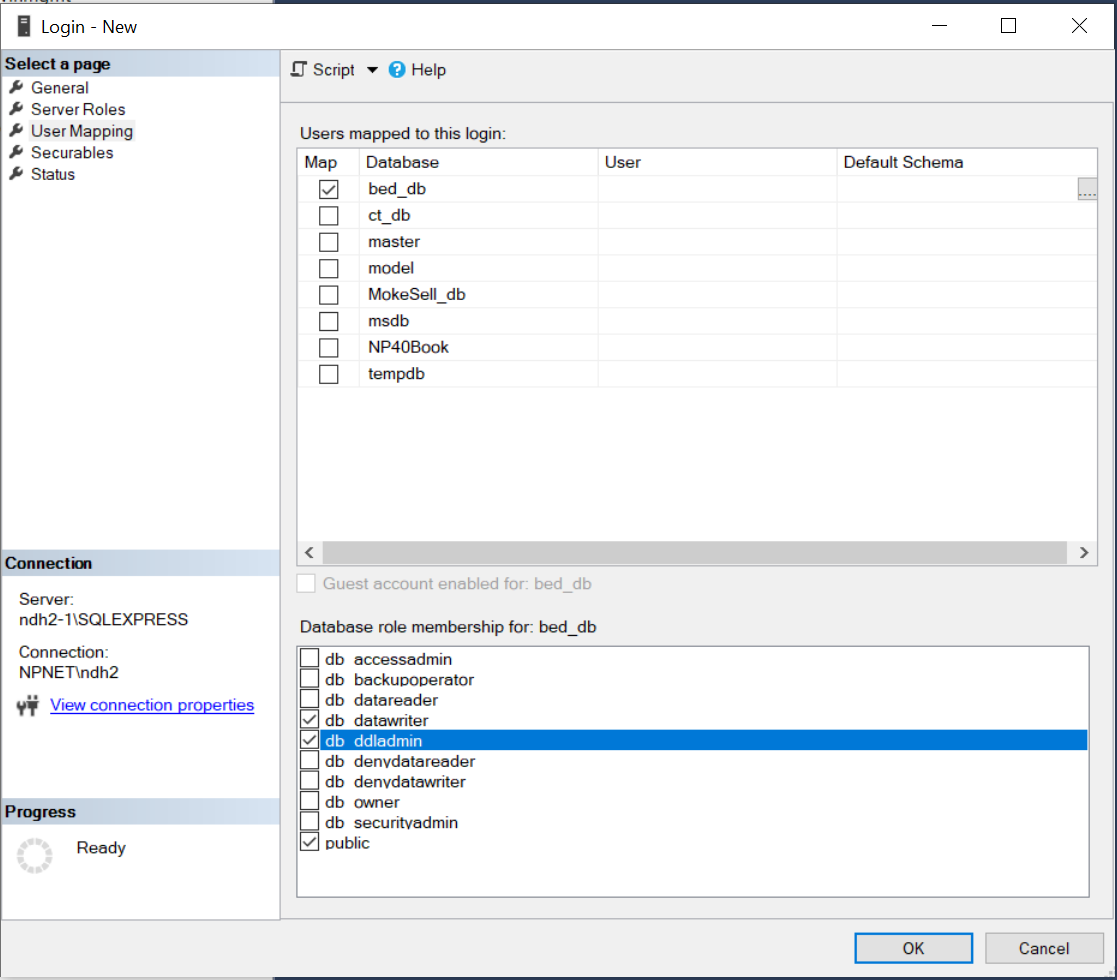 Login - New
Select a page
General
Server Roles
User Mapping
Securables
Status
Script
Help
Users mapped to this login:
Map Database User Default Schema
bed_db
ct_db
master
model
MokeSell_db
msdb
NP40Book
tempdb
Guest account enabled for: bed_db
Database role membership for: bed_db
db_accessadmin
db_backupoperator
db_datareader
db_datawriter
db_ddladmin
db_denydatareader
db_denydatawriter
db_owner
db_securityadmin
public
Connection
Server:
ndh2-1\SQLEXPRESS
Connection:
NPNET\ndh2
View connection properties
Progress
Ready
OK Cancel